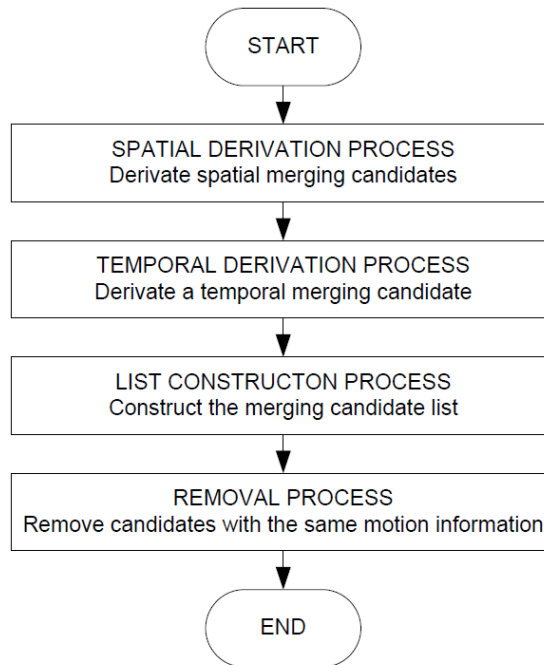 START
SPATIAL DERIVATION PROCESS
Derivate spatial merging candidates
TEMPORAL DERIVATION PROCESS
Derivate a temporal merging candidate
LIST CONSTRUCTON PROCESS
Construct the merging candidate list
REMOVAL PROCESS
Remove candidates with the same motion information
END